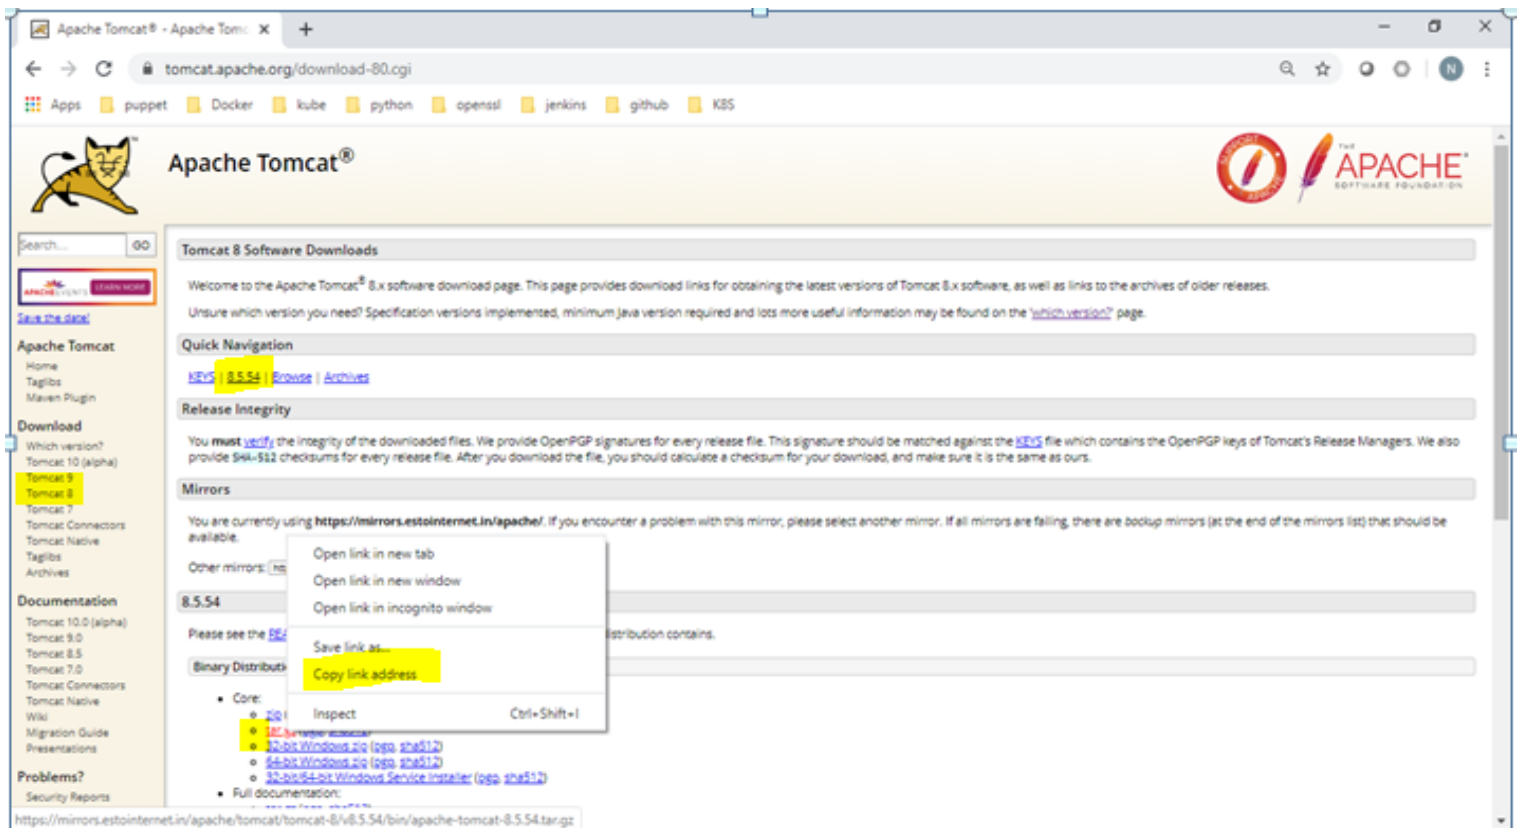 Apache Tomcat® - Apache Tomc
tomcat.apache.org/download-80.cgi
N
Apps puppet Docker kube python openssl jenkins github K8S
Apache Tomcat®
SUPPORT APACHE
THE
APACHE
SOFTWARE FOUNDATION
Search... GO
APACHE EVENTS LEARN MORE
Save the date!
Apache Tomcat
Home
Taglibs
Maven Plugin
Download
Which version?
Tomcat 10 (alpha)
Tomcat 9
Tomcat 8
Tomcat 7
Tomcat Connectors
Tomcat Native
Taglibs
Archives
Documentation
Tomcat 10.0 (alpha)
Tomcat 9.0
Tomcat 8.5
Tomcat 7.0
Tomcat Connectors
Tomcat Native
Wiki
Migration Guide
Presentations
Problems?
Security Reports
Tomcat 8 Software Downloads
Welcome to the Apache Tomcat® 8.x software download page. This page provides download links for obtaining the latest versions of Tomcat 8.x software, as well as links to the archives of older releases.
Unsure which version you need? Specification versions implemented, minimum Java version required and lots more useful information may be found on the 'which version?' page.
Quick Navigation
KEYS | 8.5.54 | Browse | Archives
Release Integrity
You must verify the integrity of the downloaded files. We provide OpenPGP signatures for every release file. This signature should be matched against the KEYS file which contains the OpenPGP keys of Tomcat's Release Managers. We also
provide SHA-512 checksums for every release file. After you download the file, you should calculate a checksum for your download, and make sure it is the same as ours.
Mirrors
You are currently using https://mirrors.estointernet.in/apache/. If you encounter a problem with this mirror, please select another mirror. If all mirrors are failing, there are backup mirrors (at the end of the mirrors list) that should be
available.
Other mirrors:
8.5.54
Please see the REA istribution contains.
Binary Distributi
Core:
zip (
tar.gz (pgp, sha512)
32-bit Windows zip (pgp, sha512)
64-bit Windows zip (pgp, sha512)
32-bit/64-bit Windows Service Installer (pgp, sha512)
Full documentation:
tar.gz (pgp, sha512)
Open link in new tab
Open link in new window
Open link in incognito window
Save link as...
Copy link address
Inspect Ctrl+Shift+I
https://mirrors.estointernet.in/apache/tomcat/tomcat-8/v8.5.54/bin/apache-tomcat-8.5.54.tar.gz